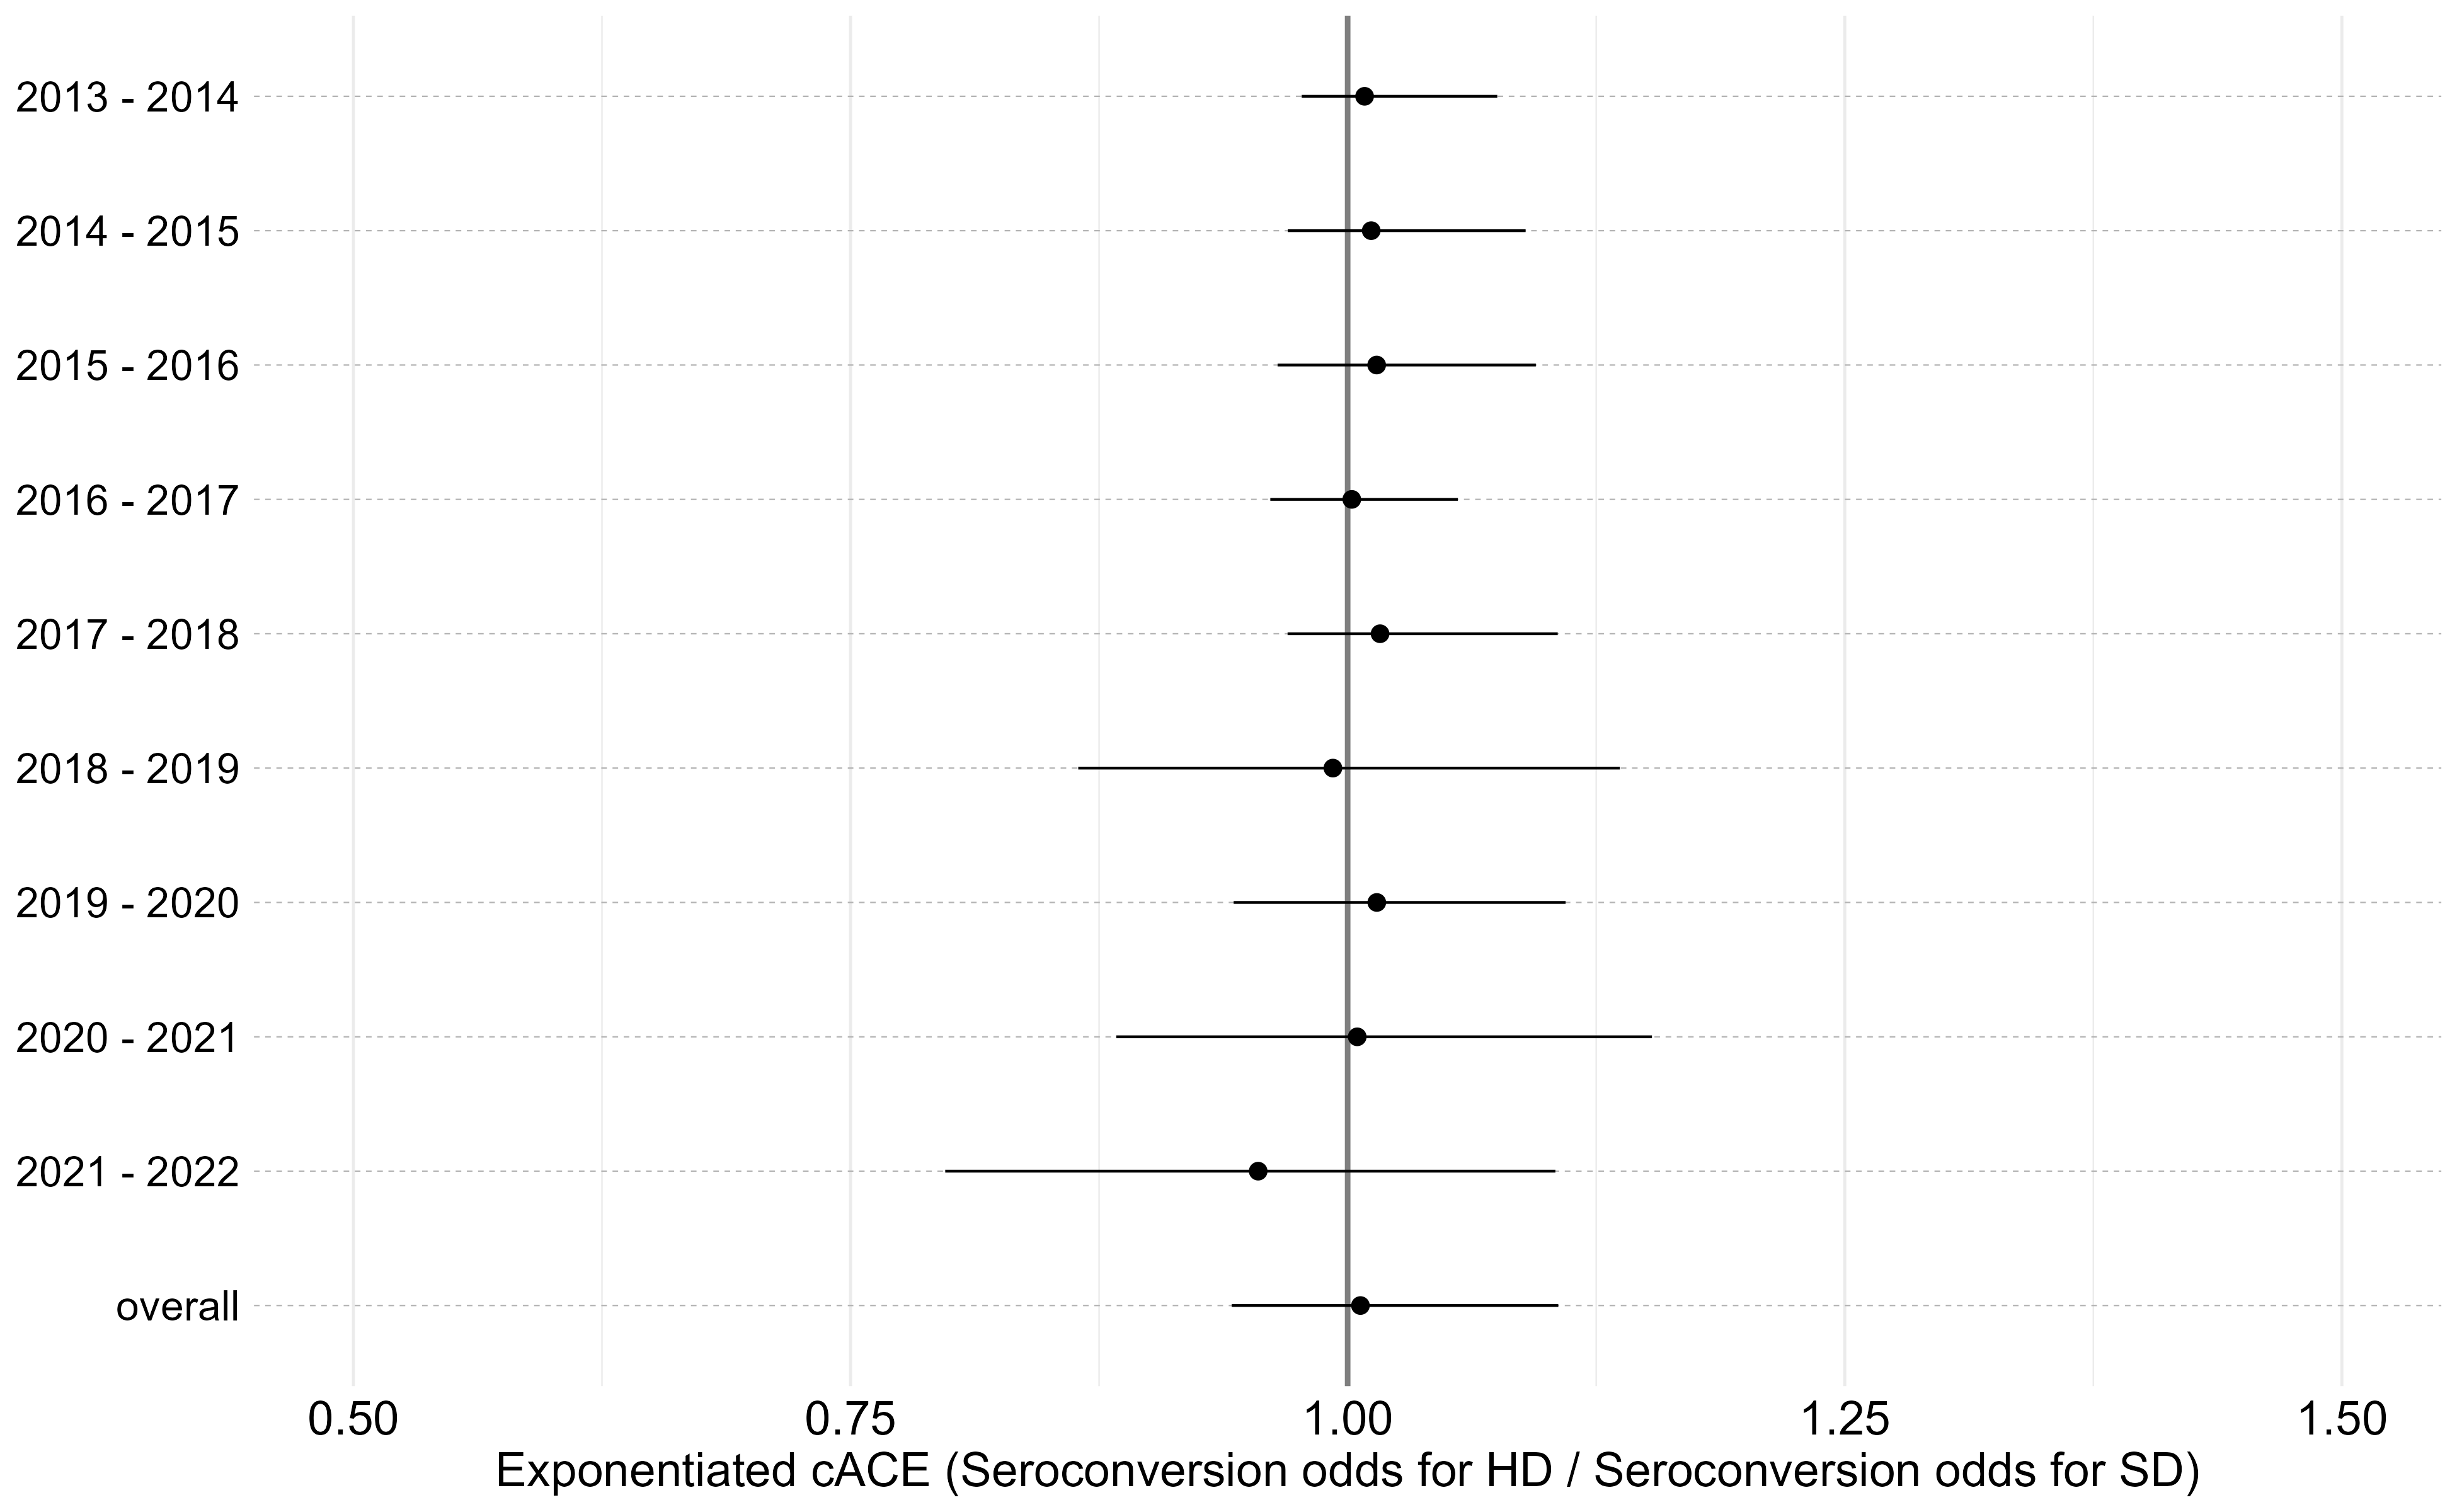 2013 - 2014
2014 - 2015
2015 - 2016
2016 - 2017
2017 - 2018
2018 - 2019
2019 - 2020
2020 - 2021
2021 - 2022
overall
0.50 0.75 1.00 1.25 1.50
Exponentiated cACE (Seroconversion odds for HD / Seroconversion odds for SD)